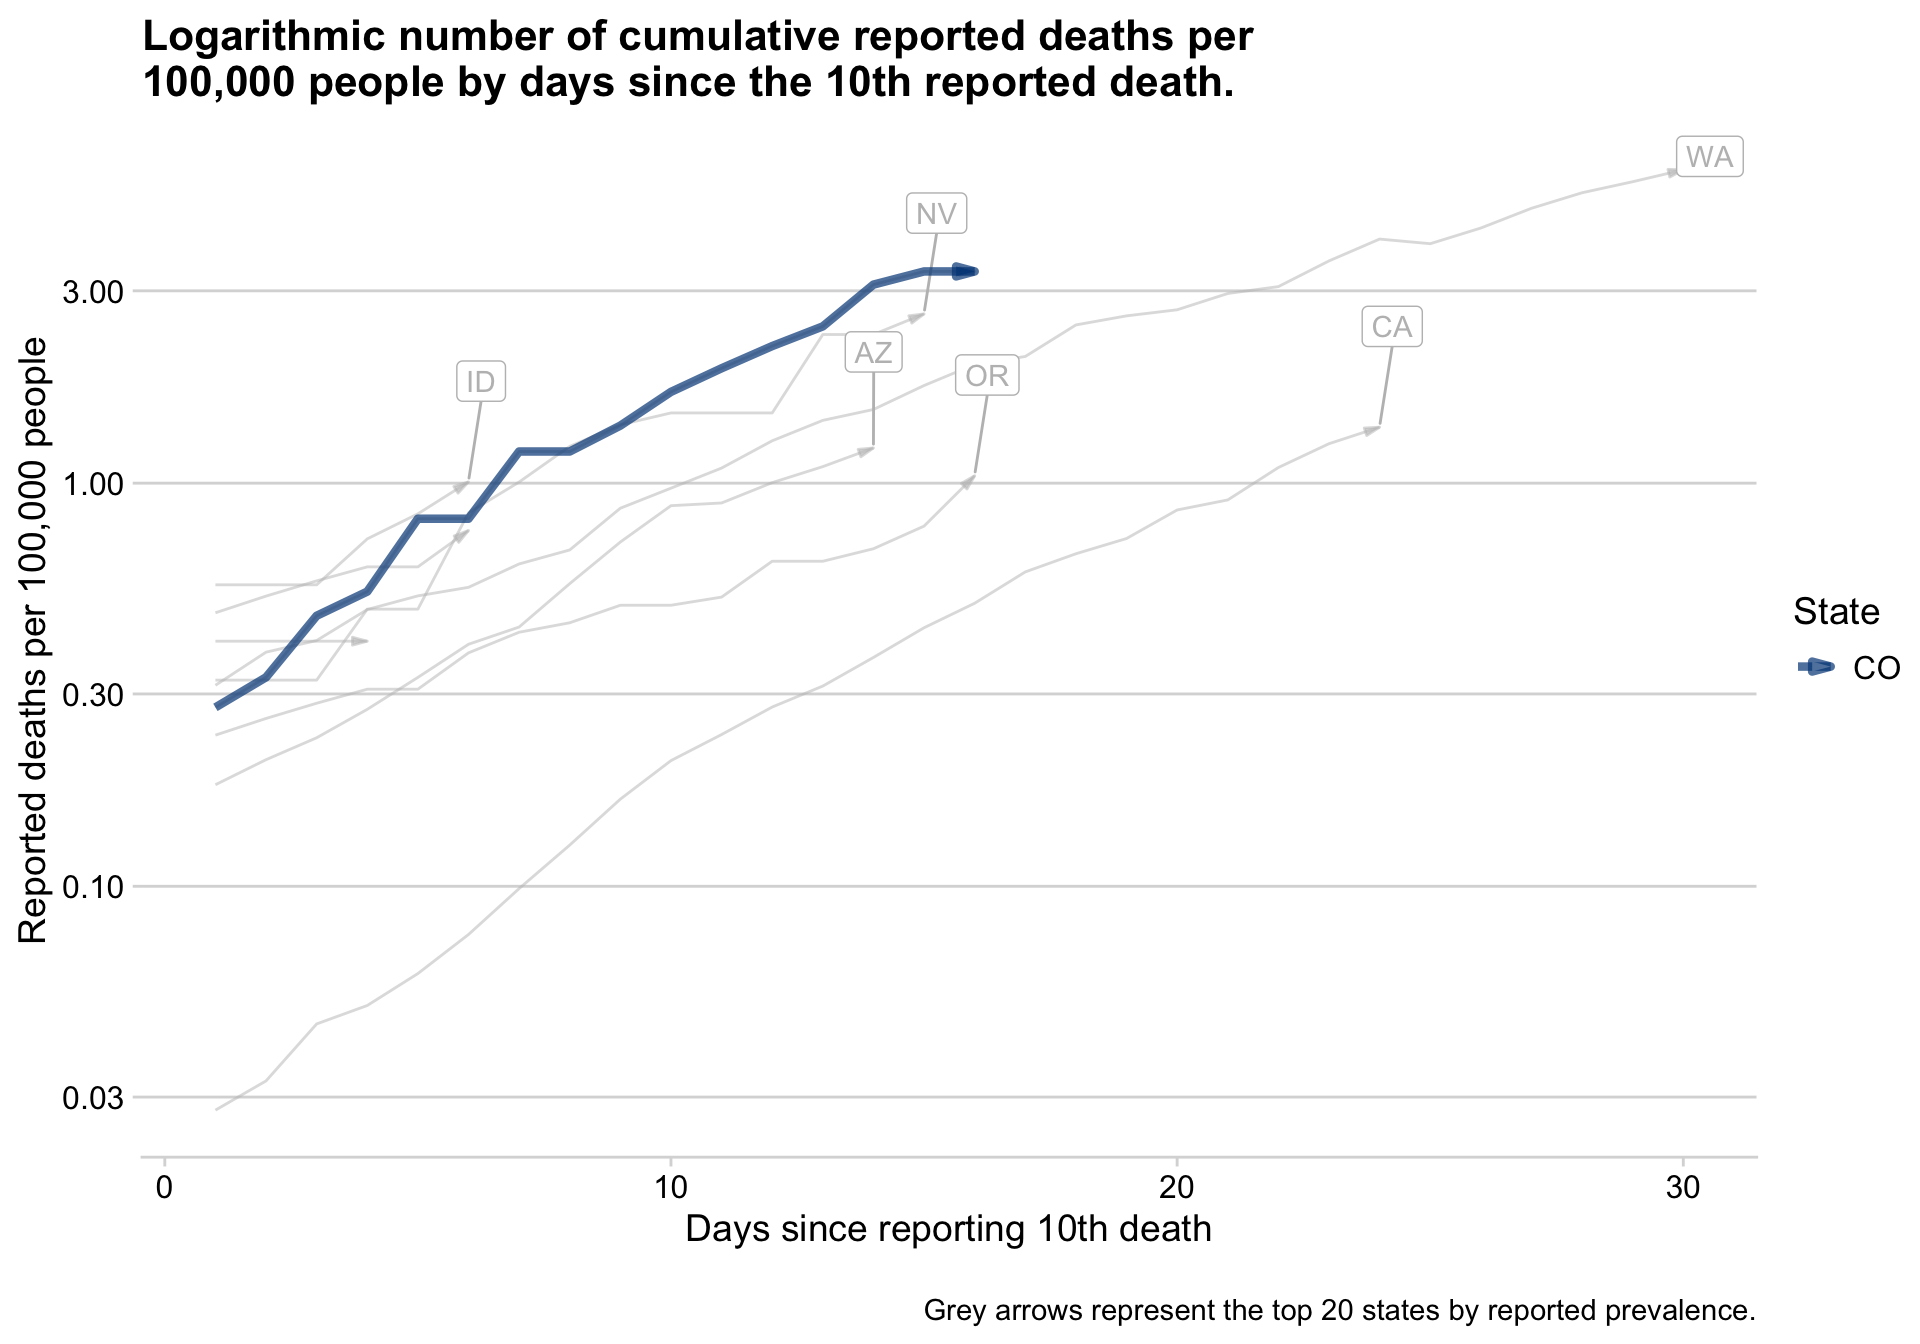 Logarithmic number of cumulative reported deaths per
100,000 people by days since the 10th reported death.
WA
NV
3.00
CA
AZ
OR
ID
1.00
0.30
0.10
0.03
Reported deaths per 100,000 people
State
CO
0 10 20 30
Days since reporting 10th death
Grey arrows represent the top 20 states by reported prevalence.